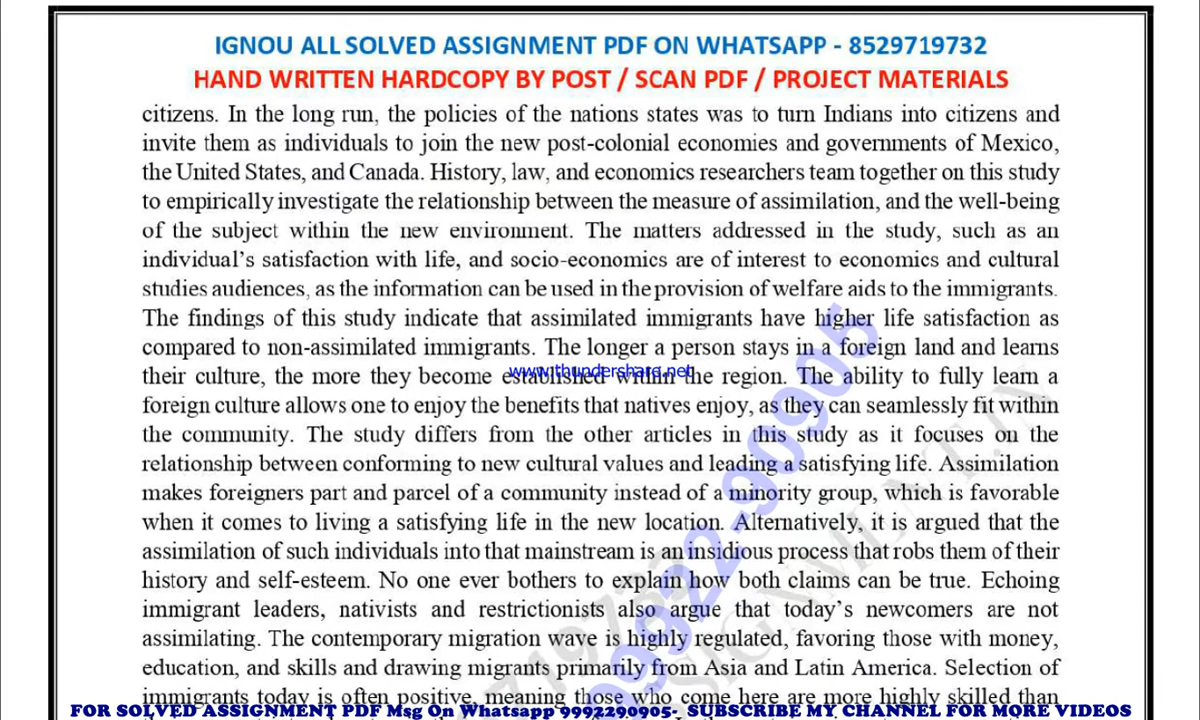 IGNOU ALL SOLVED ASSIGNMENT PDF ON WHATSAPP - 8529719732
HAND WRITTEN HARDCOPY BY POST / SCAN PDF / PROJECT MATERIALS
citizens. In the long run, the policies of the nations states was to turn Indians into citizens and
invite them as individuals to join the new post-colonial economies and governments of Mexico,
the United States, and Canada. History, law, and economics researchers team together on this study
to empirically investigate the relationship between the measure of assimilation, and the well-being
of the subject within the new environment. The matters addressed in the study, such as an
individual's satisfaction with life, and socio-economics are of interest to economics and cultural
studies audiences, as the information can be used in the provision of welfare aids to the immigrants.
The findings of this study indicate that assimilated immigrants have higher life satisfaction as
compared to non-assimilated immigrants. The longer a person stays in a foreign land and learns
their culture, the more they become established within the region. The ability to fully learn a
www.thundershare.net
foreign culture allows one to enjoy the benefits that natives enjoy, as they can seamlessly fit within
the community. The study differs from the other articles in this study as it focuses on the
relationship between conforming to new cultural values and leading a satisfying life. Assimilation
makes foreigners part and parcel of a community instead of a minority group, which is favorable
when it comes to living a satisfying life in the new location. Alternatively, it is argued that the
assimilation of such individuals into that mainstream is an insidious process that robs them of their
history and self-esteem. No one ever bothers to explain how both claims can be true. Echoing
immigrant leaders, nativists and restrictionists also argue that today's newcomers are not
assimilating. The contemporary migration wave is highly regulated, favoring those with money,
education, and skills and drawing migrants primarily from Asia and Latin America. Selection of
immigrants today is often positive, meaning those who come here are more highly skilled than
99922-90905
FOR SOLVED ASSIGNMENT PDF Msg On Whatsapp 9992290905- SUBSCRIBE MY CHANNEL FOR MORE VIDEOS